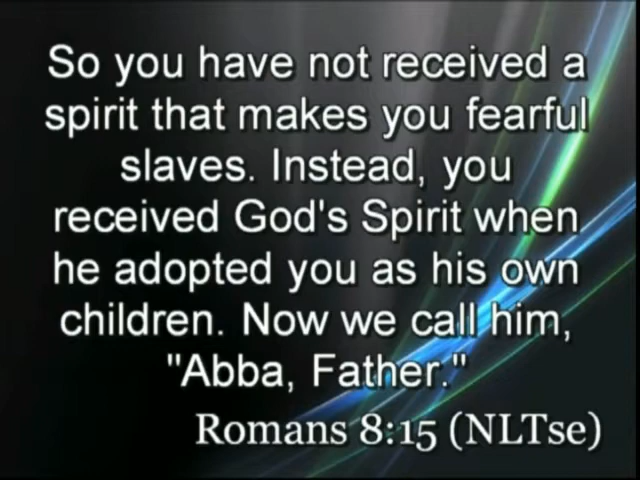 So you have not received a
spirit that makes you fearful
slaves. Instead, you
received God's Spirit when
he adopted you as his own
children. Now we call him,
"Abba, Father."
Romans 8:15 (NLTse)